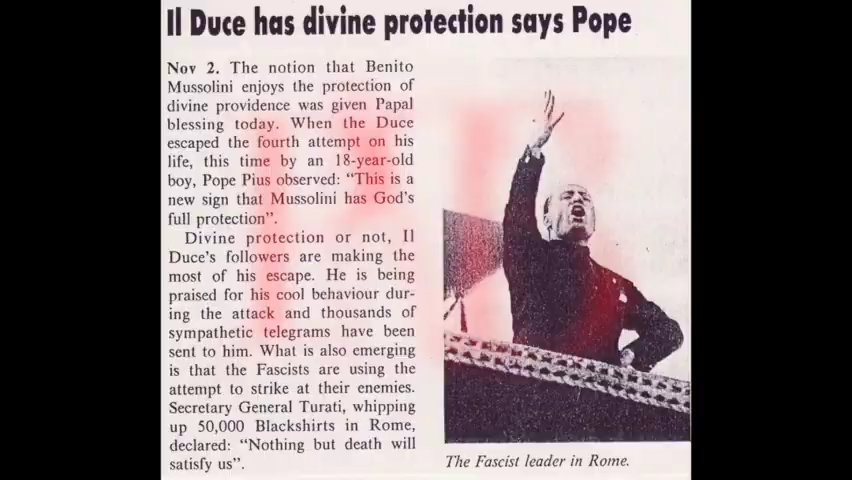 Il Duce has divine protection says Pope
Nov 2. The notion that Benito
Mussolini enjoys the protection of
divine providence was given Papal
blessing today. When the Duce
escaped the fourth attempt on his
life, this time by an 18-year-old
boy, Pope Pius observed: “This is a
new sign that Mussolini has God’s
full protection”.
Divine protection or not, Il
Duce’s followers are making the
most of his escape. He is being
praised for his cool behaviour dur-
ing the attack and thousands of
sympathetic telegrams have been
sent to him. What is also emerging
is that the Fascists are using the
attempt to strike at their enemies.
Secretary General Turati, whipping
up 50,000 Blackshirts in Rome,
declared: “Nothing but death will
satisfy us”.
The Fascist leader in Rome.